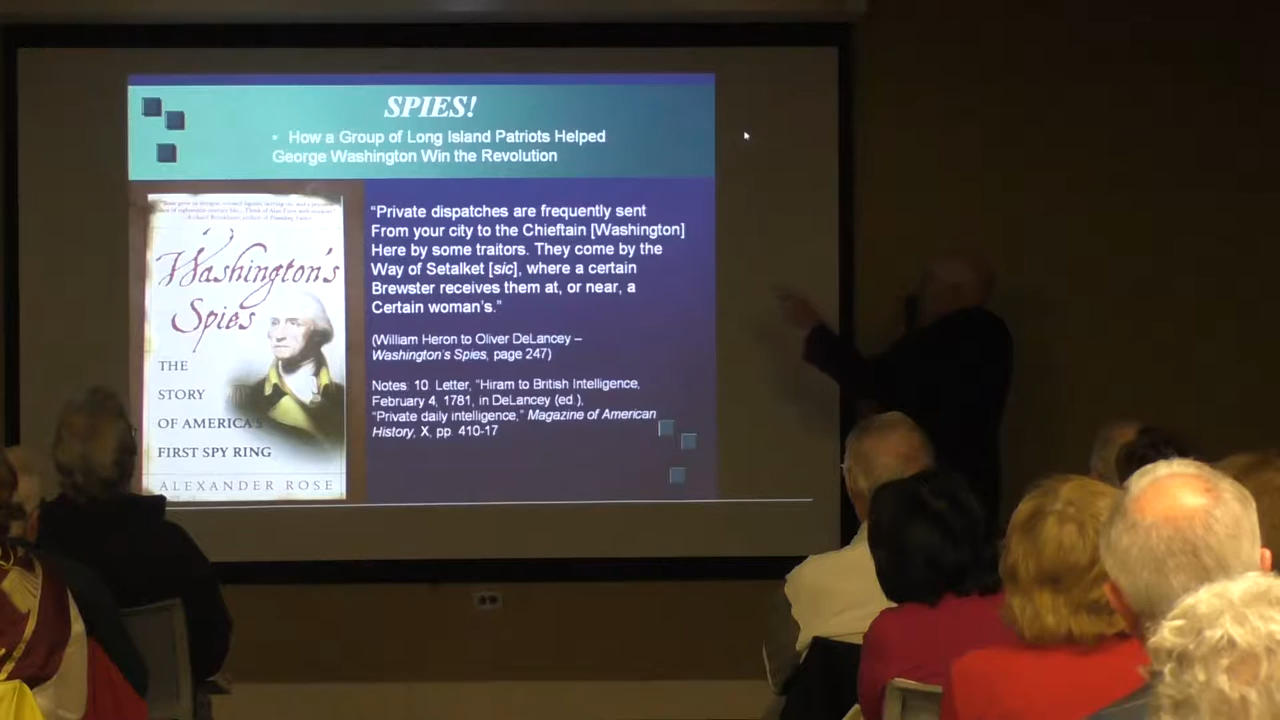 SPIES!
How a Group of Long Island Patriots Helped
George Washington Win the Revolution
Washington's
Spies
THE
STORY
OF AMERICA'S
FIRST SPY RING
ALEXANDER ROSE
“Private dispatches are frequently sent
From your city to the Chieftain [Washington]
Here by some traitors. They come by the
Way of Setalket [sic], where a certain
Brewster receives them at, or near, a
Certain woman’s.”
(William Heron to Oliver DeLancey –
Washington’s Spies, page 247)
Notes: 10. Letter, “Hiram to British Intelligence,
February 4, 1781, in DeLancey (ed.),
“Private daily intelligence,” Magazine of American
History, X, pp. 410-17